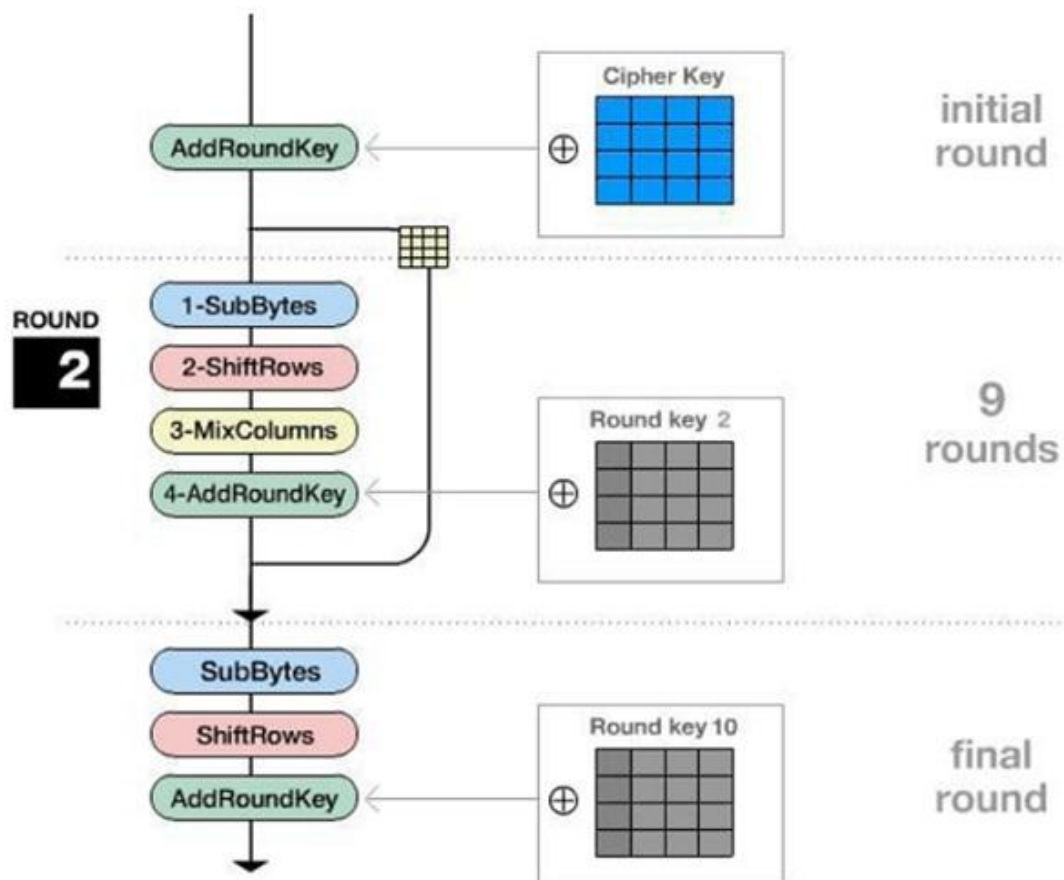 Cipher Key
AddRoundKey
⊕
initial
round
ROUND
2
1-SubBytes
2-ShiftRows
3-MixColumns
4-AddRoundKey
Round key 2
⊕
9
rounds
SubBytes
ShiftRows
AddRoundKey
Round key 10
⊕
final
round